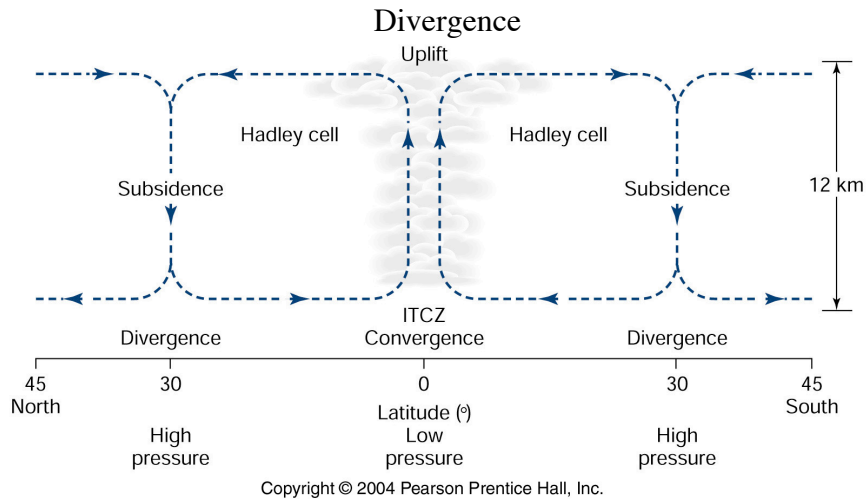 Divergence
Uplift
Hadley cell
Hadley cell
Subsidence
Subsidence
12 km
ITCZ
Divergence
Convergence
Divergence
45
30
0
30
45
North
Latitude (º)
South
High
pressure
Low
pressure
High
pressure
Copyright © 2004 Pearson Prentice Hall, Inc.